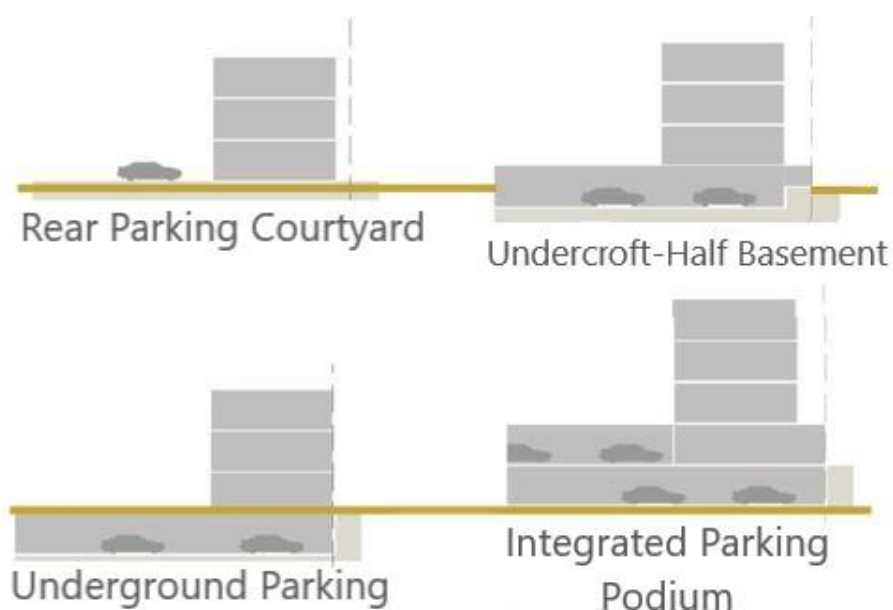 Rear Parking Courtyard
Undercroft-Half Basement
Underground Parking
Integrated Parking
Podium